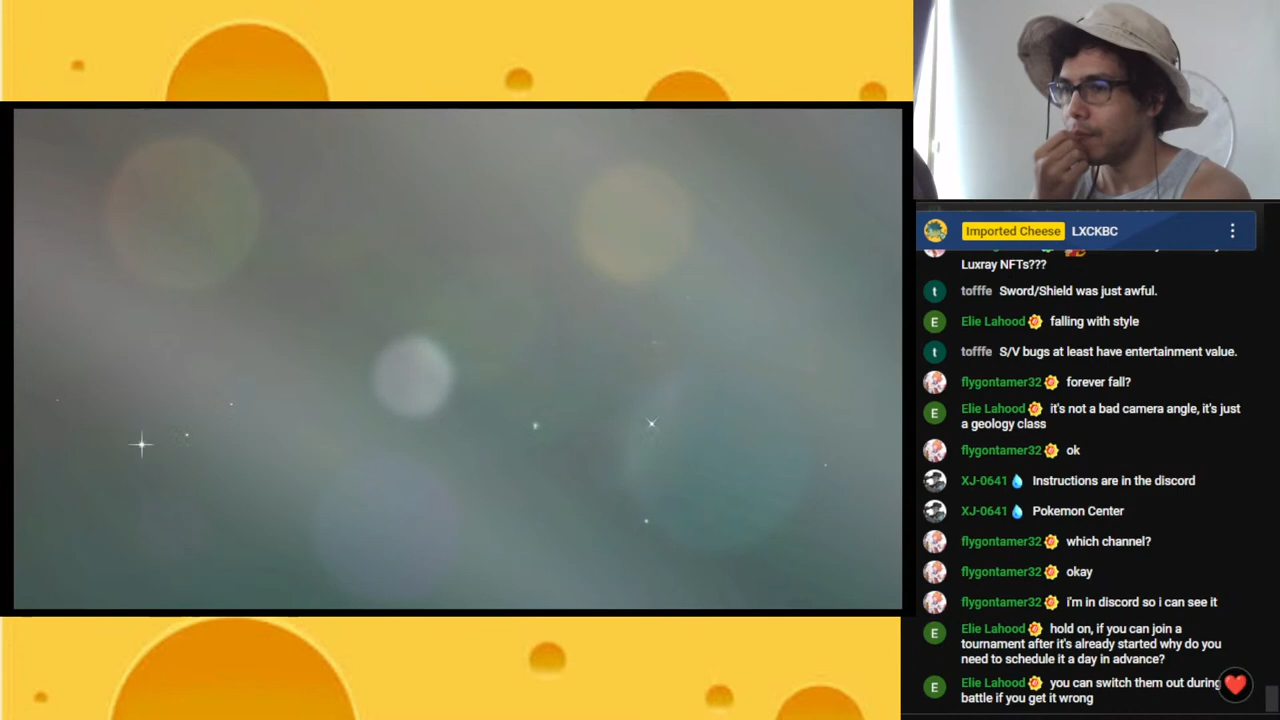 Imported Cheese LXCKBC
Luxray NFTs???
t tofffe Sword/Shield was just awful.
E Elie Lahood falling with style
t tofffe S/V bugs at least have entertainment value.
flygontamer32 forever fall?
E Elie Lahood it's not a bad camera angle, it's just
a geology class
flygontamer32 ok
XJ-0641 Instructions are in the discord
XJ-0641 Pokemon Center
flygontamer32 which channel?
flygontamer32 okay
flygontamer32 i'm in discord so i can see it
E Elie Lahood hold on, if you can join a
tournament after it's already started why do you
need to schedule it a day in advance?
E Elie Lahood you can switch them out during
battle if you get it wrong